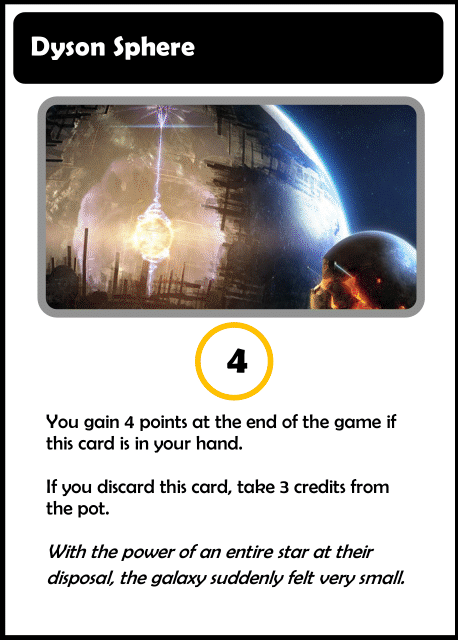 Dyson Sphere
4
You gain 4 points at the end of the game if
this card is in your hand.
If you discard this card, take 3 credits from
the pot.
With the power of an entire star at their
disposal, the galaxy suddenly felt very small.